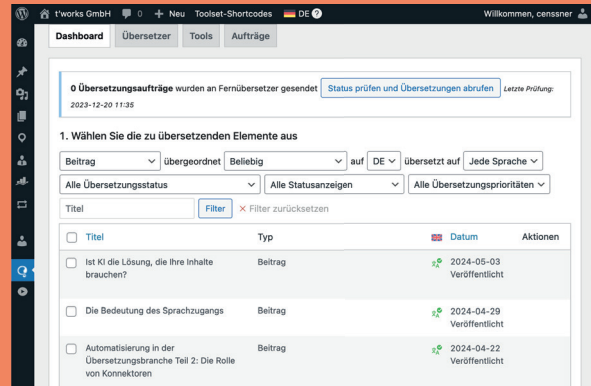 t'works GmbH 0 + Neu Toolset-Shortcodes DE ? Willkommen, censsner
Dashboard Übersetzer Tools Aufträge
0 Übersetzungsaufträge wurden an Fernübersetzer gesendet Status prüfen und Übersetzungen abrufen Letzte Prüfung:
2023-12-20 11:35
1. Wählen Sie die zu übersetzenden Elemente aus
Beitrag übergeordnet Beliebig auf DE übersetzt auf Jede Sprache
Alle Übersetzungsstatus Alle Statusanzeigen Alle Übersetzungsprioritäten
Titel Filter × Filter zurücksetzen
Titel Typ Datum Aktionen
Ist KI die Lösung, die Ihre Inhalte Beitrag 2024-05-03
brauchen? Veröffentlicht
Die Bedeutung des Sprachzugangs Beitrag 2024-04-29
Veröffentlicht
Automatisierung in der Beitrag 2024-04-22
Übersetzungsbranche Teil 2: Die Rolle Veröffentlicht
von Konnektoren